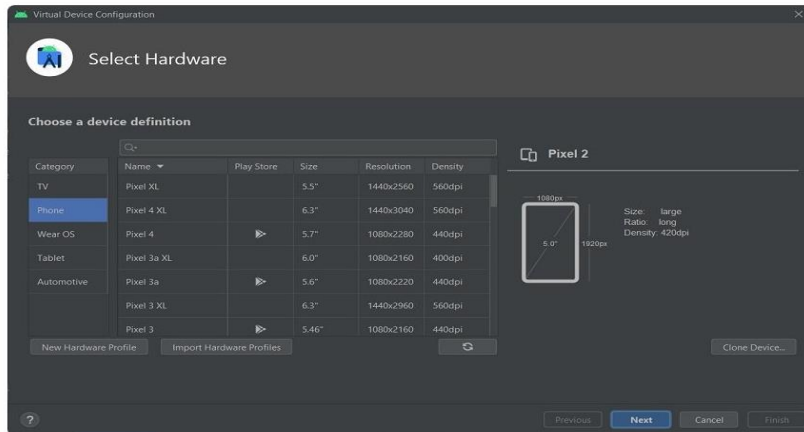 Virtual Device Configuration
Select Hardware
Choose a device definition
Category Name Play Store Size Resolution Density
TV Pixel XL 5.5" 1440x2560 560dpi
Phone Pixel 4 XL 6.3" 1440x3040 560dpi
Wear OS Pixel 4 5.7" 1080x2280 440dpi
Tablet Pixel 3a XL 6.0" 1080x2160 400dpi
Automotive Pixel 3a 5.6" 1080x2220 440dpi
Pixel 3 XL 6.3" 1440x2960 560dpi
Pixel 3 5.46" 1080x2160 440dpi
New Hardware Profile Import Hardware Profiles
Pixel 2
1080px
5.0" 1920px
Size: large
Ratio: long
Density: 420dpi
Clone Device...
? Previous Next Cancel Finish